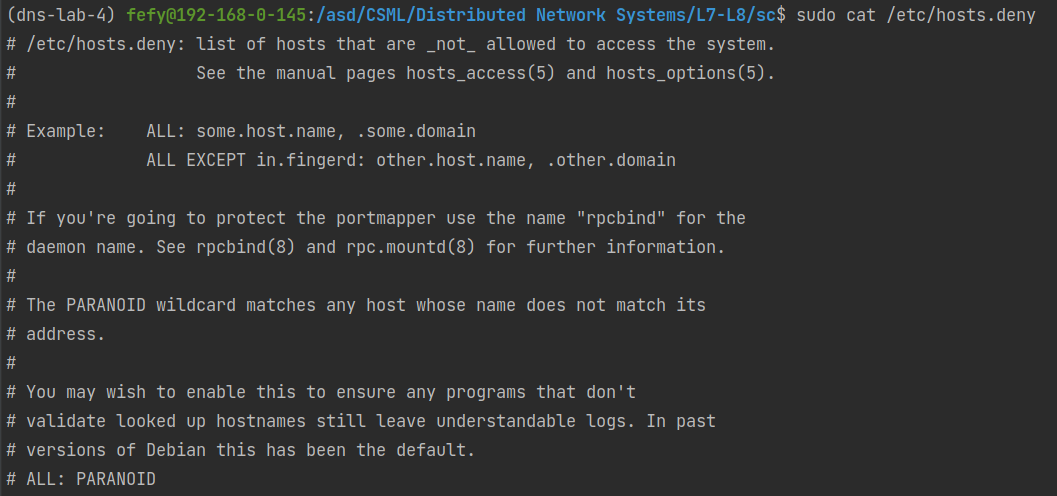 (dns-lab-4) fefy@192-168-0-145:/asd/CSML/Distributed Network Systems/L7-L8/sc$ sudo cat /etc/hosts.deny
# /etc/hosts.deny: list of hosts that are _not_ allowed to access the system.
#                  See the manual pages hosts_access(5) and hosts_options(5).
#
# Example:    ALL: some.host.name, .some.domain
#             ALL EXCEPT in.fingerd: other.host.name, .other.domain
#
# If you're going to protect the portmapper use the name "rpcbind" for the
# daemon name. See rpcbind(8) and rpc.mountd(8) for further information.
#
# The PARANOID wildcard matches any host whose name does not match its
# address.
#
# You may wish to enable this to ensure any programs that don't
# validate looked up hostnames still leave understandable logs. In past
# versions of Debian this has been the default.
# ALL: PARANOID